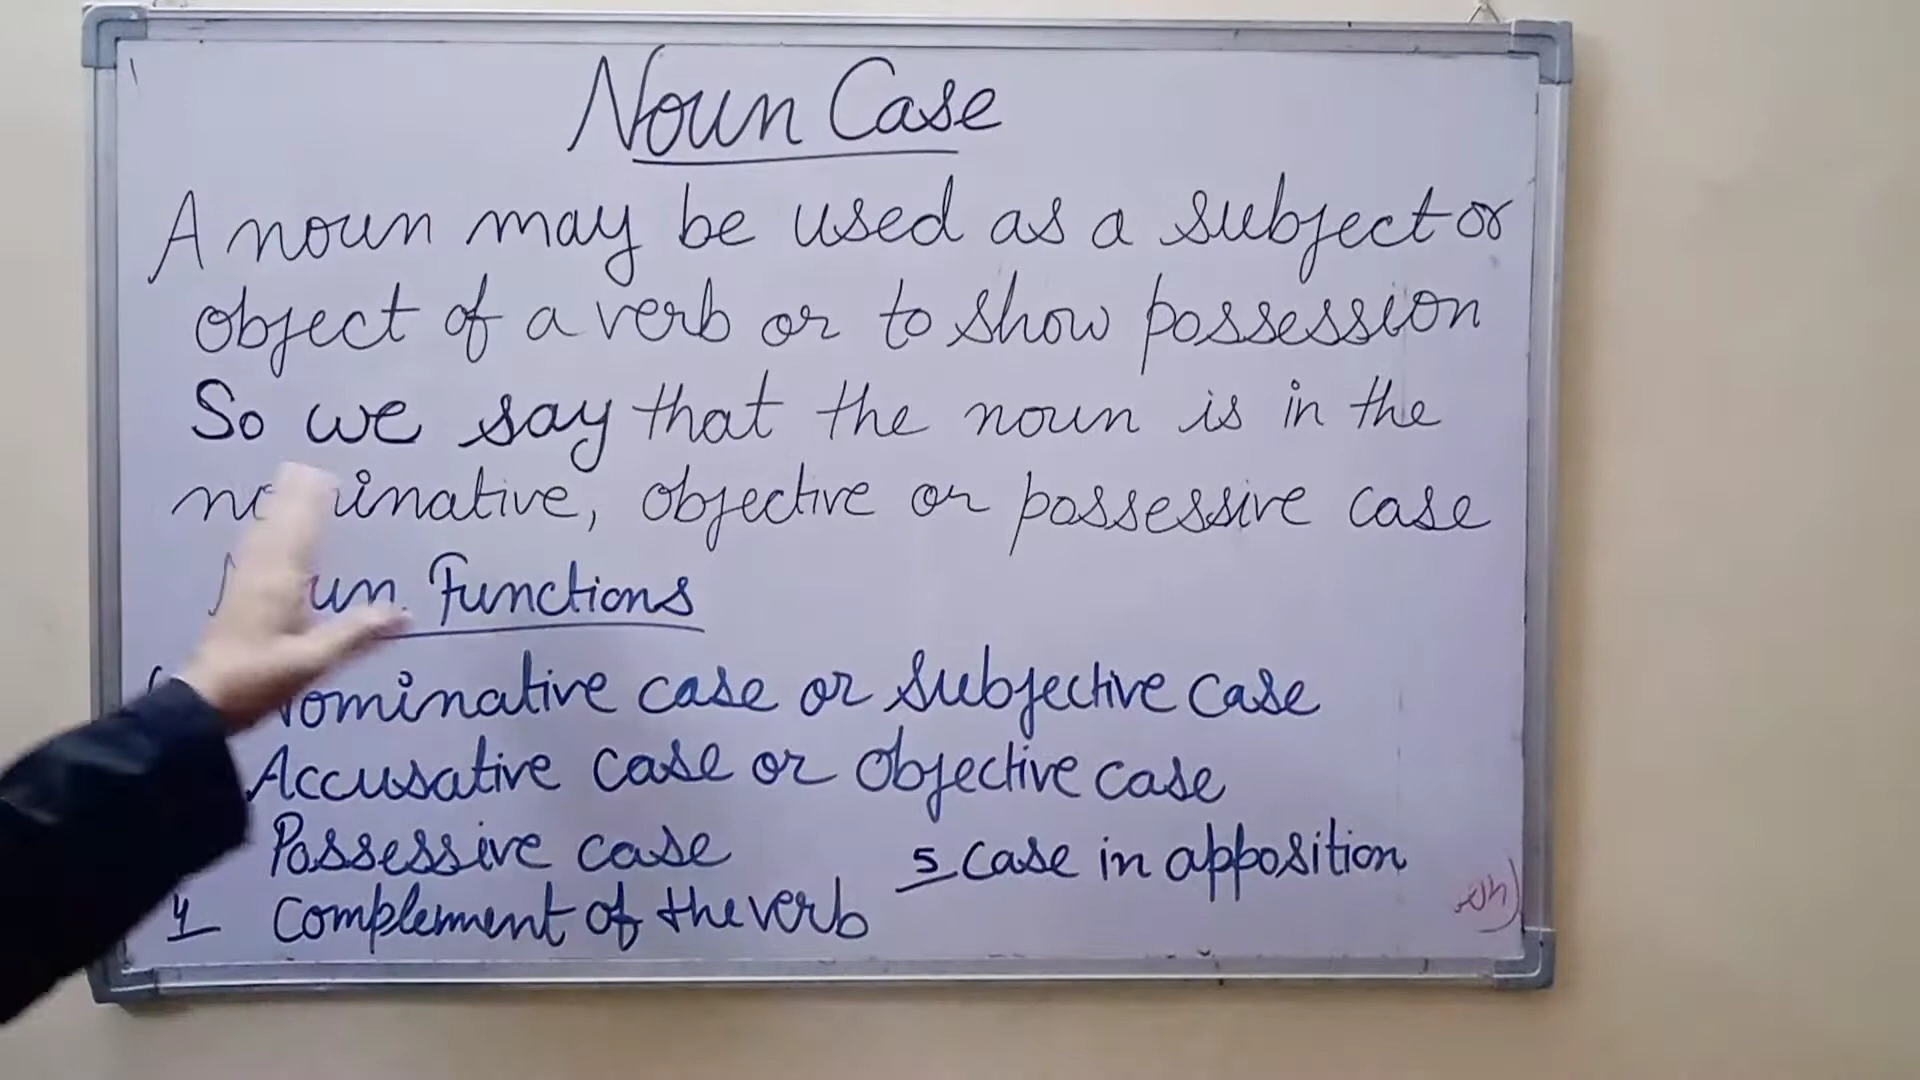 Noun Case
A noun may be used as a subject or
object of a verb or to show possession
So we say that the noun is in the
nominative, objective or possessive case
Noun Functions
Nominative case or subjective case
Accusative case or objective case
Possessive case 5 case in apposition
4 Complement of the verb